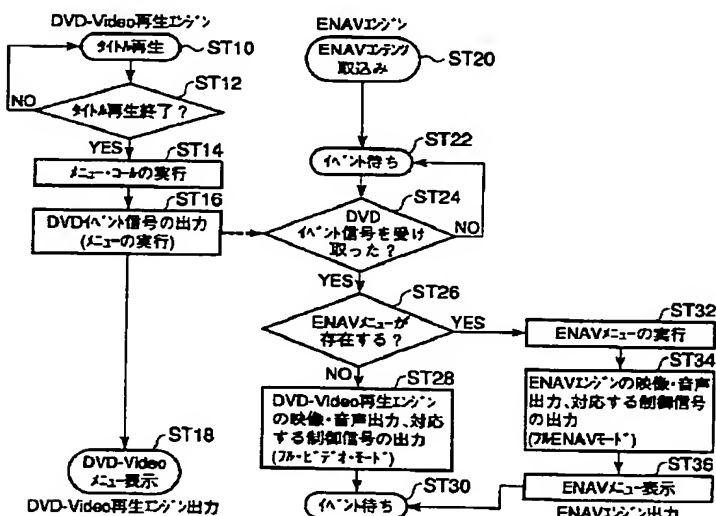 DVD-Video再生エンジン
タイトル再生
ST10
ST12
NO
タイトル再生終了?
YES
ST14
メニュー・コールの実行
ST16
DVDイベント信号の出力
(メニューの実行)
ST18
DVD-Video
メニュー表示
DVD-Video再生エンジン出力
ENAVエンジン
ENAVコンテンツ
取込み
ST20
ST22
イベント待ち
ST24
DVD
イベント信号を受け
取った?
NO
YES
ST26
ENAVメニューが
存在する?
YES
NO
ST28
DVD-Video再生エンジン
の映像・音声出力、対応
する制御信号の出力
(フル・ビデオ・モード)
ST30
イベント待ち
ST32
ENAVメニューの実行
ST34
ENAVエンジンの映像・音声
出力、対応する制御信号
の出力
(フルENAVモード)
ST36
ENAVメニュー表示
ENAVエンジン出力